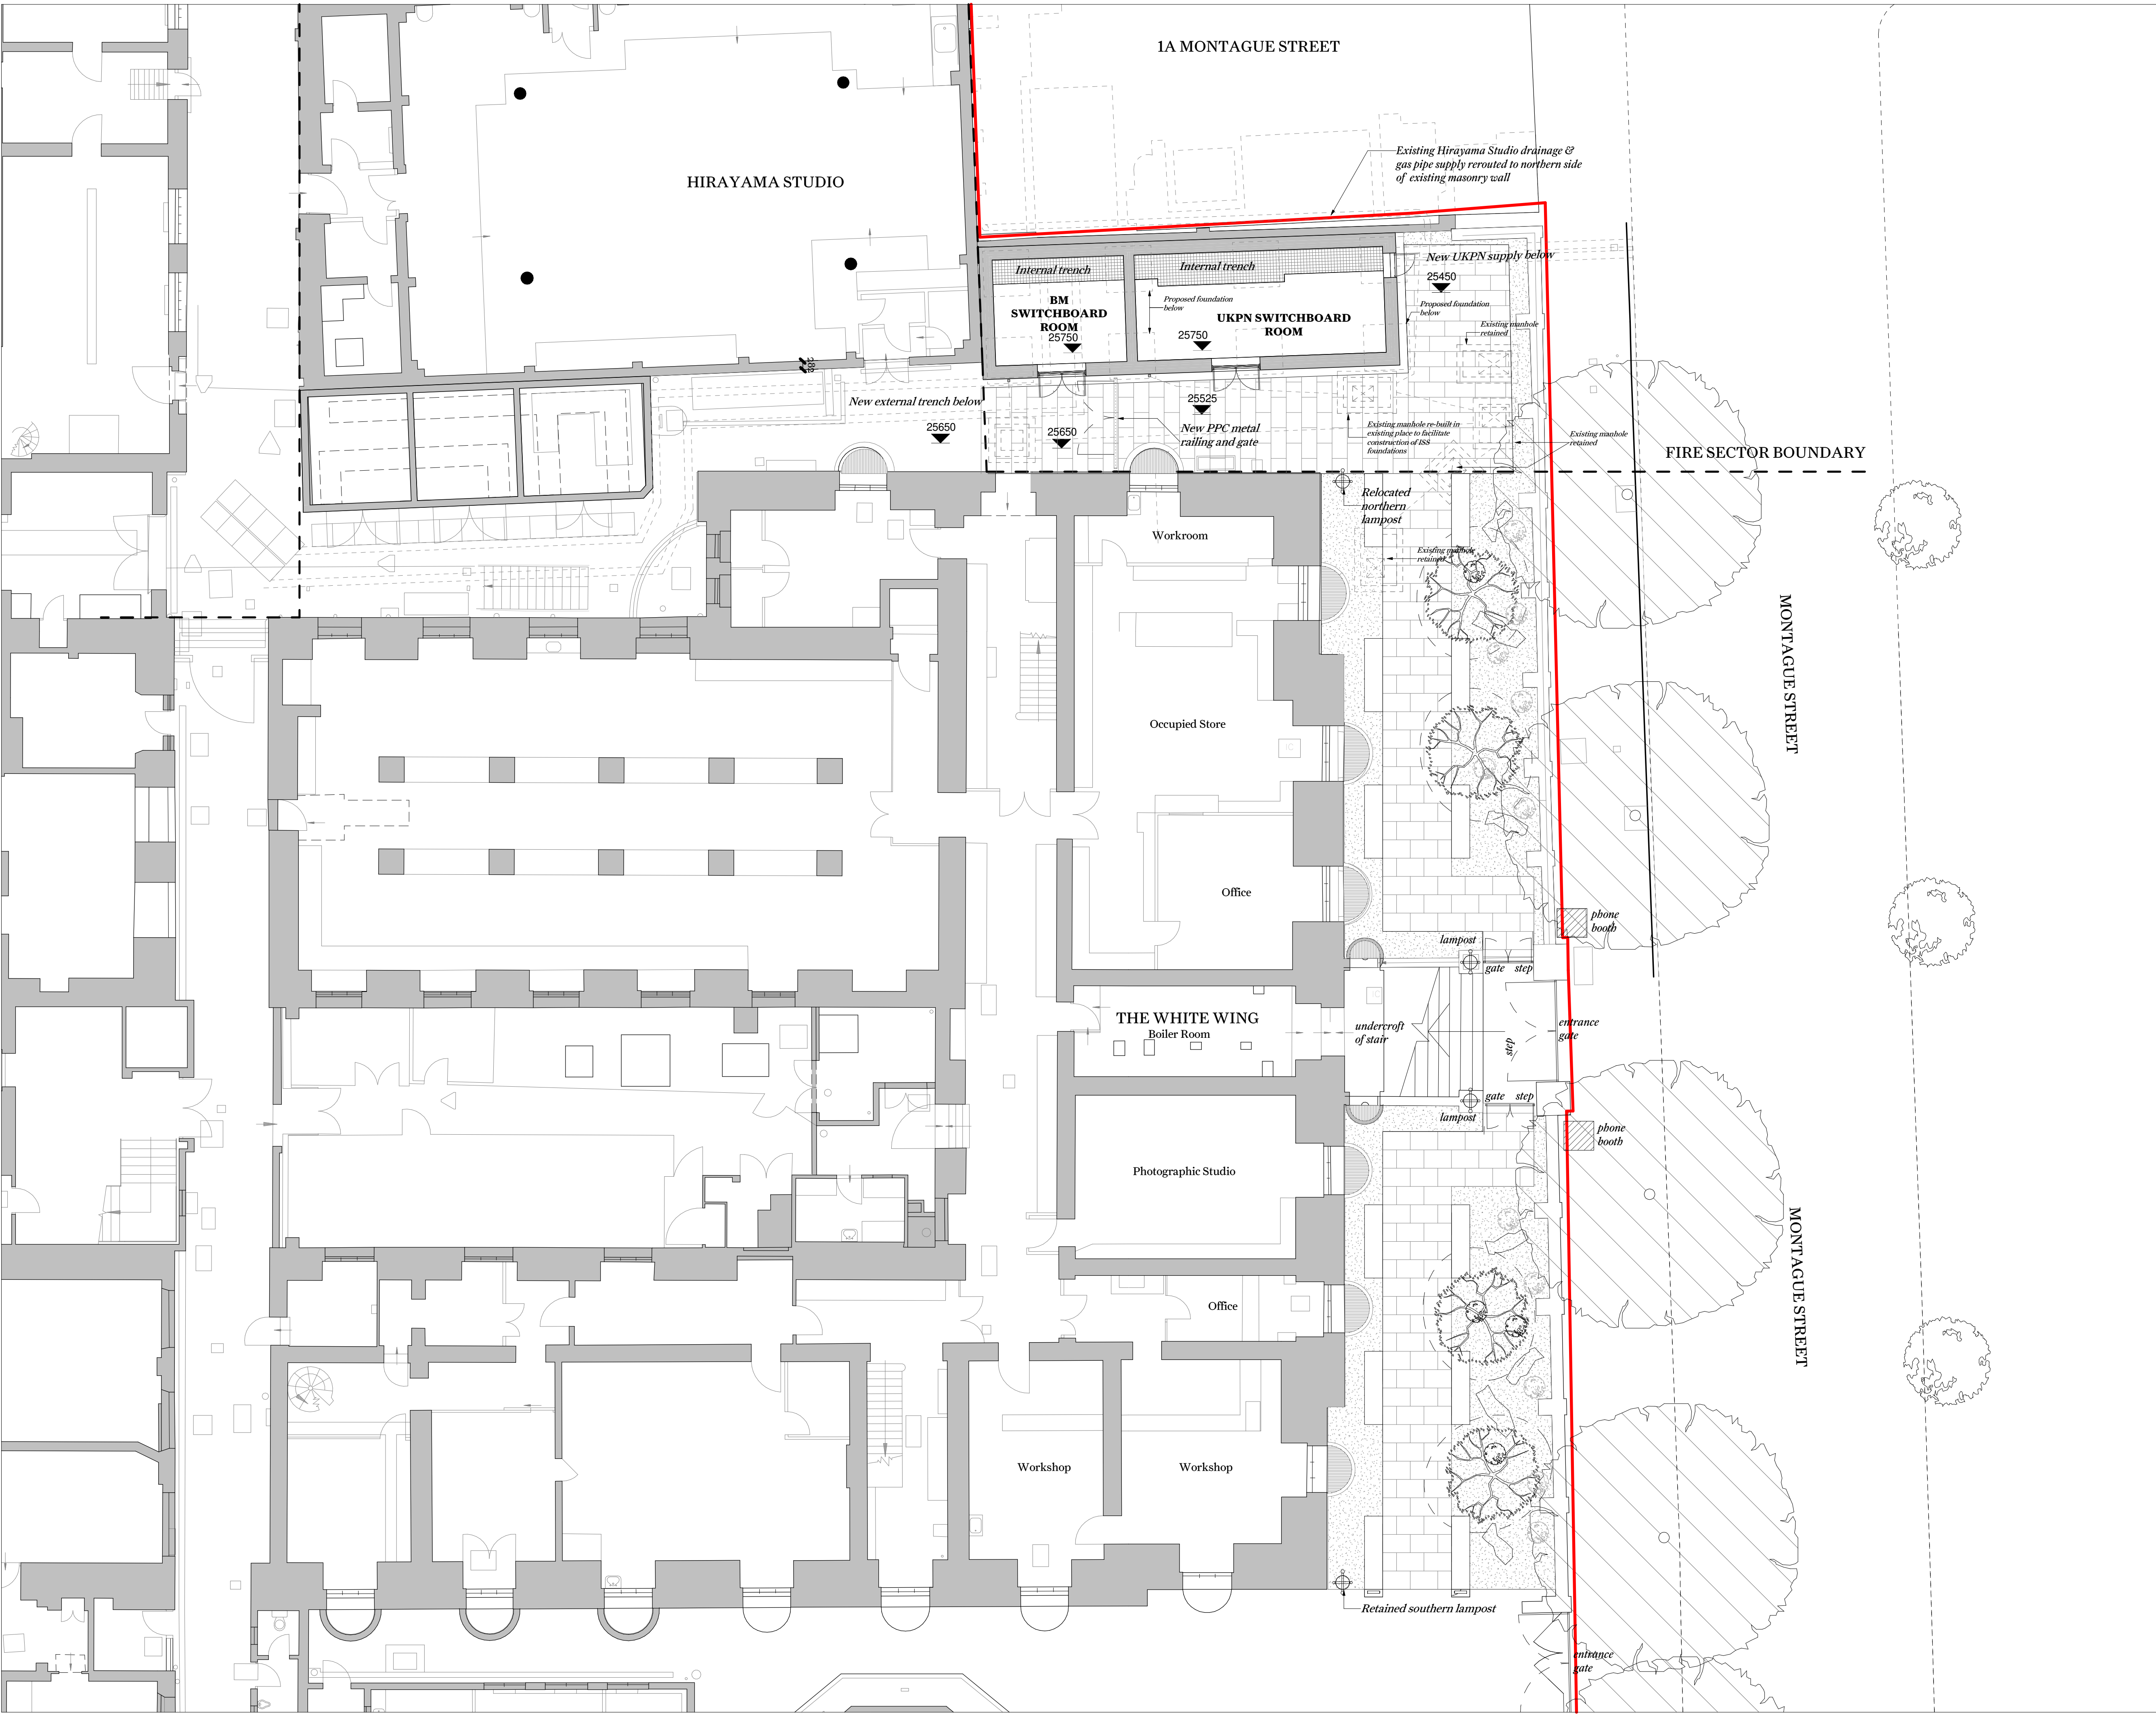 1A MONTAGUE STREET
Existing Hirayama Studio drainage &
gas pipe supply rerouted to northern side
of existing masonry wall
HIRAYAMA STUDIO
Internal trench
Internal trench
New UKPN supply below
25450
BM
SWITCHBOARD
ROOM
25750
Proposed foundation
below
UKPN SWITCHBOARD
ROOM
25750
Proposed foundation
below
Existing manhole
retained
282
New external trench below
25650
25650
25525
New PPC metal
railing and gate
Existing manhole re-built in
existing place to facilitate
construction of ISS
foundations
Existing manhole
retained
FIRE SECTOR BOUNDARY
Relocated
northern
lampost
Workroom
Existing manhole
retained
MONTAGUE STREET
Occupied Store
Office
phone
booth
lampost
gate step
THE WHITE WING
Boiler Room
undercroft
of stair
step
entrance
gate
gate step
lampost
phone
booth
Photographic Studio
MONTAGUE STREET
Office
Workshop
Workshop
Retained southern lampost
entrance
gate